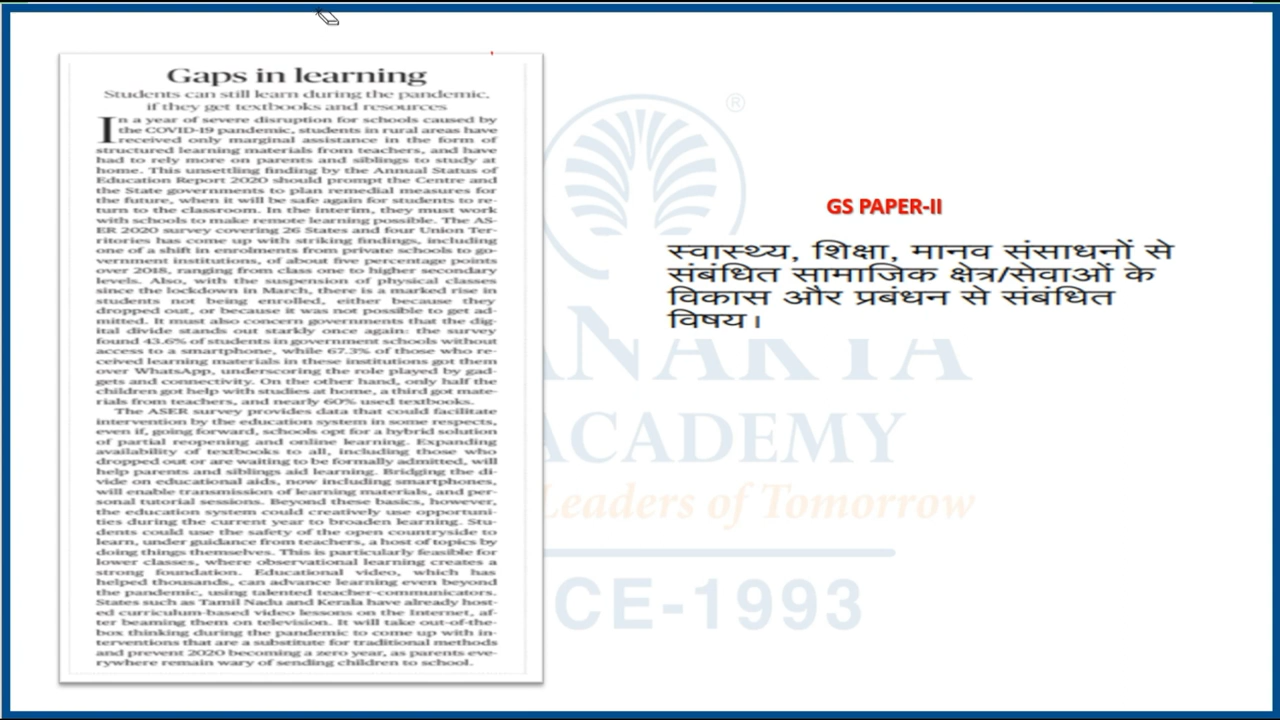 Gaps in learning
Students can still learn during the pandemic,
if they get textbooks and resources
In a year of severe disruption for schools caused by
the COVID-19 pandemic, students in rural areas have
received only marginal assistance in the form of
structured learning materials from teachers, and have
had to rely more on parents and siblings to study at
home. This unsettling finding by the Annual Status of
Education Report 2020 should prompt the Centre and
the State governments to plan remedial measures for
the future, when it will be safe again for students to re-
turn to the classroom. In the interim, they must work
with schools to make remote learning possible. The AS-
ER 2020 survey covering 26 States and four Union Ter-
ritories has come up with striking findings, including
one of a shift in enrolments from private schools to go-
vernment institutions, of about five percentage points
over 2018, ranging from class one to higher secondary
levels. Also, with the suspension of physical classes
since the lockdown in March, there is a marked rise in
students not being enrolled, either because they
dropped out, or because it was not possible to get ad-
mitted. It must also concern governments that the dig-
ital divide stands out starkly once again: the survey
found 43.6% of students in government schools without
access to a smartphone, while 67.3% of those who re-
ceived learning materials in these institutions got them
over WhatsApp, underscoring the role played by gad-
gets and connectivity. On the other hand, only half the
children got help with studies at home, a third got mate-
rials from teachers, and nearly 60% used textbooks.
The ASER survey provides data that could facilitate
intervention by the education system in some respects,
even if, going forward, schools opt for a hybrid solution
of partial reopening and online learning. Expanding
availability of textbooks to all, including those who
dropped out or are waiting to be formally admitted, will
help parents and siblings aid learning. Bridging the di-
vide on educational aids, now including smartphones,
will enable transmission of learning materials, and per-
sonal tutorial sessions. Beyond these basics, however,
the education system could creatively use opportuni-
ties during the current year to broaden learning. Stu-
dents could use the safety of the open countryside to
learn, under guidance from teachers, a host of topics by
doing things themselves. This is particularly feasible for
lower classes, where observational learning creates a
strong foundation. Educational video, which has
helped thousands, can advance learning even beyond
the pandemic, using talented teacher-communicators.
States such as Tamil Nadu and Kerala have already host-
ed curriculum-based video lessons on the Internet, af-
ter beaming them on television. It will take out-of-the-
box thinking during the pandemic to come up with in-
terventions that are a substitute for traditional methods
and prevent 2020 becoming a zero year, as parents eve-
rywhere remain wary of sending children to school.
GS PAPER-II
स्वास्थ्य, शिक्षा, मानव संसाधनों से
संबंधित सामाजिक क्षेत्र/सेवाओं के
विकास और प्रबंधन से संबंधित
विषय।
®
ANAKYA
ACADEMY
Leaders of Tomorrow
CE-1993